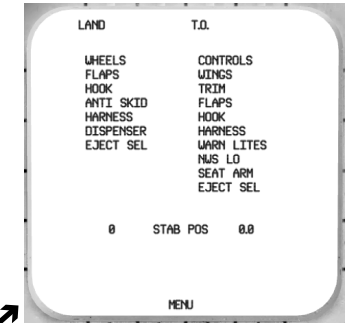 LAND T.O.
WHEELS CONTROLS
FLAPS WINGS
HOOK TRIM
ANTI SKID FLAPS
HARNESS HOOK
DISPENSER HARNESS
EJECT SEL WARN LITES
NWS LO
SEAT ARM
EJECT SEL
0 STAB POS 0.0
MENU